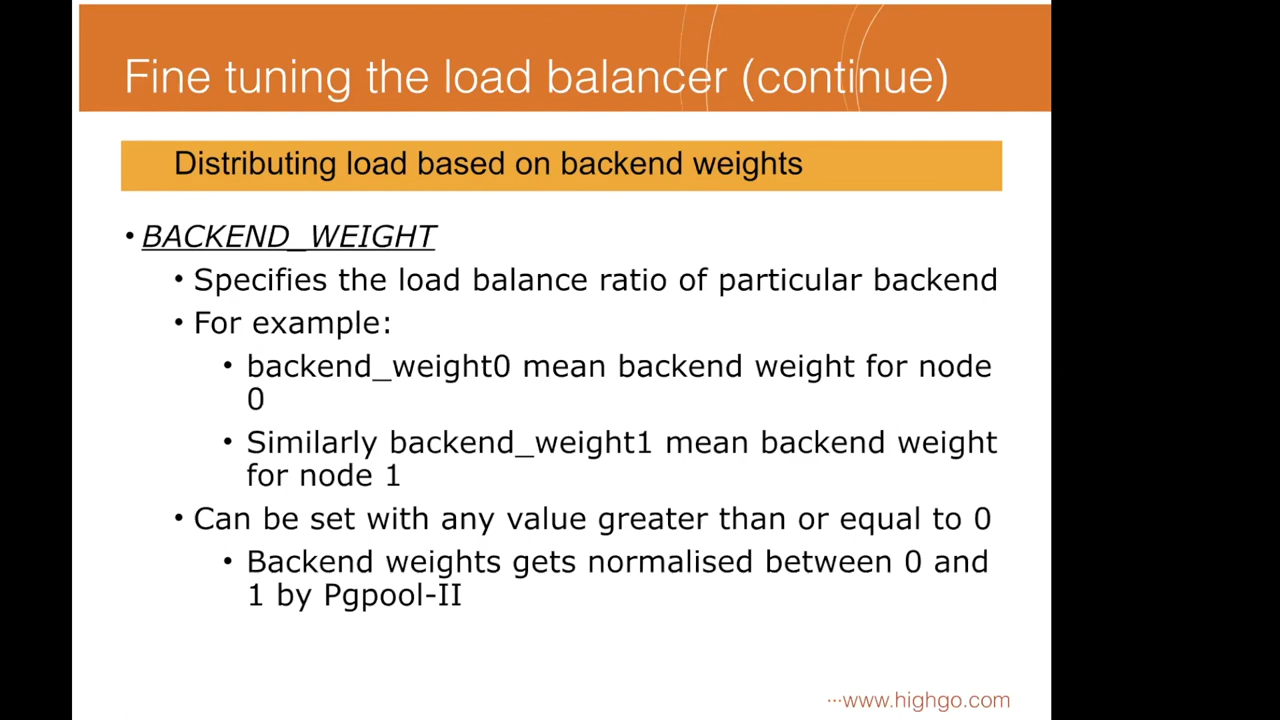 Fine tuning the load balancer (continue)
Distributing load based on backend weights
• BACKEND_WEIGHT
• Specifies the load balance ratio of particular backend
• For example:
• backend_weight0 mean backend weight for node
0
• Similarly backend_weight1 mean backend weight
for node 1
• Can be set with any value greater than or equal to 0
• Backend weights gets normalised between 0 and
1 by Pgpool-II
···www.highgo.com